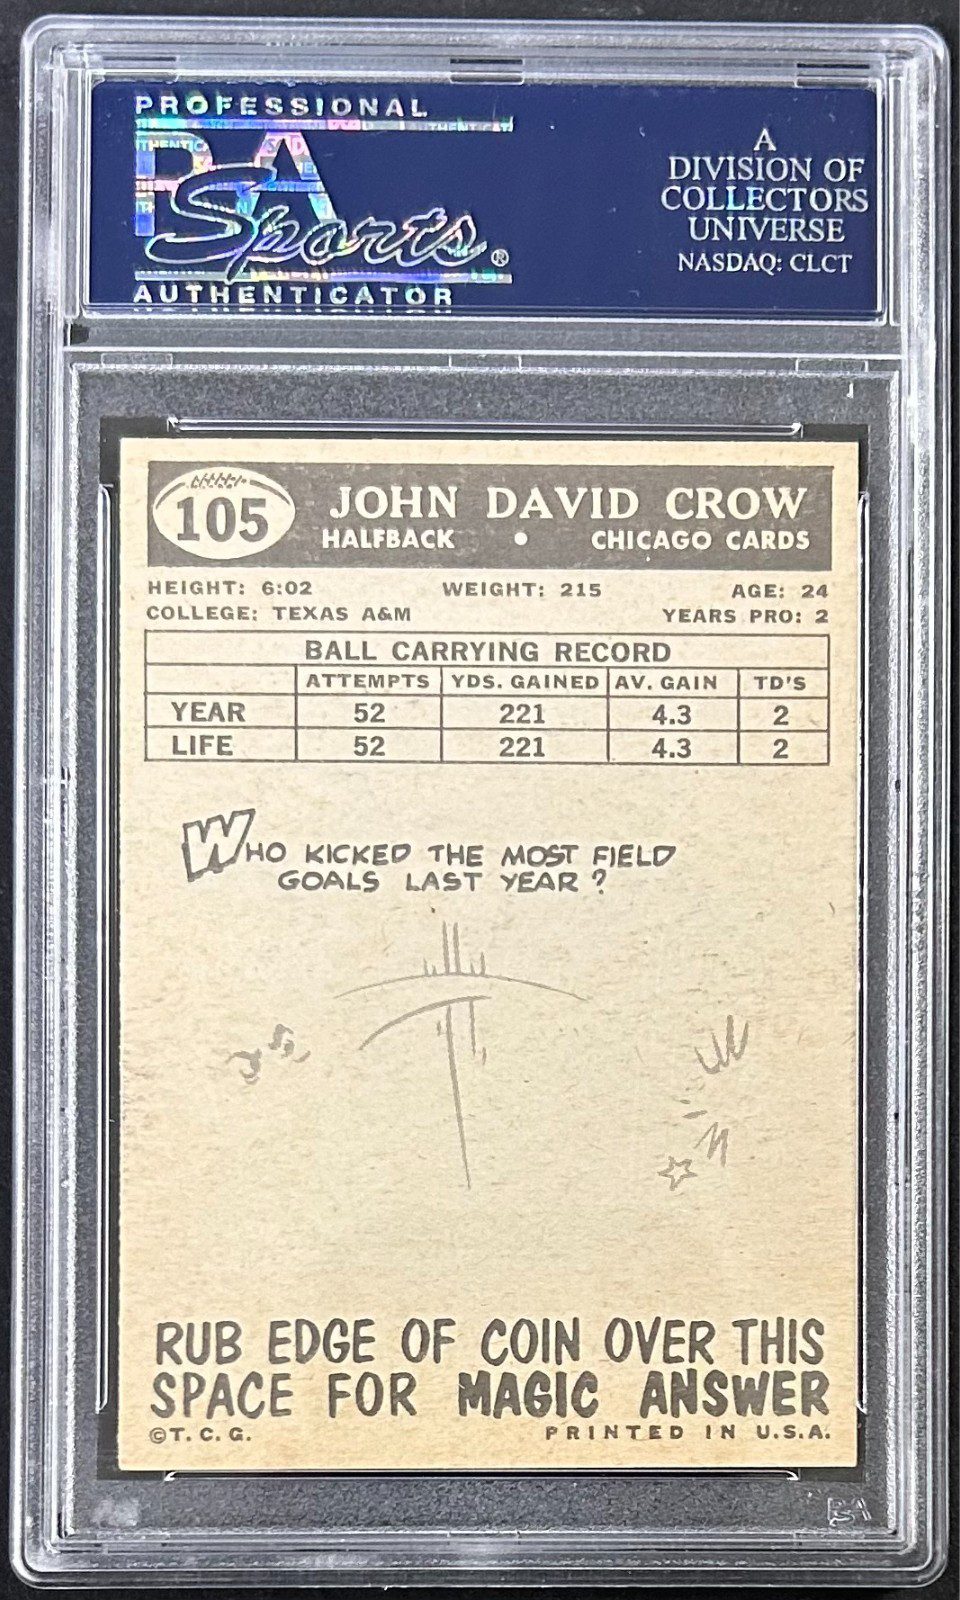 PROFESSIONAL
PSA
Sports®
AUTHENTICATOR
A
DIVISION OF
COLLECTORS
UNIVERSE
NASDAQ: CLCT
105
JOHN DAVID CROW
HALFBACK • CHICAGO CARDS
HEIGHT: 6:02 WEIGHT: 215 AGE: 24
COLLEGE: TEXAS A&M YEARS PRO: 2
BALL CARRYING RECORD
ATTEMPTS YDS. GAINED AV. GAIN TD'S
YEAR 52 221 4.3 2
LIFE 52 221 4.3 2
WHO KICKED THE MOST FIELD
GOALS LAST YEAR?
RUB EDGE OF COIN OVER THIS
SPACE FOR MAGIC ANSWER
©T. C. G. PRINTED IN U.S.A.
PSA